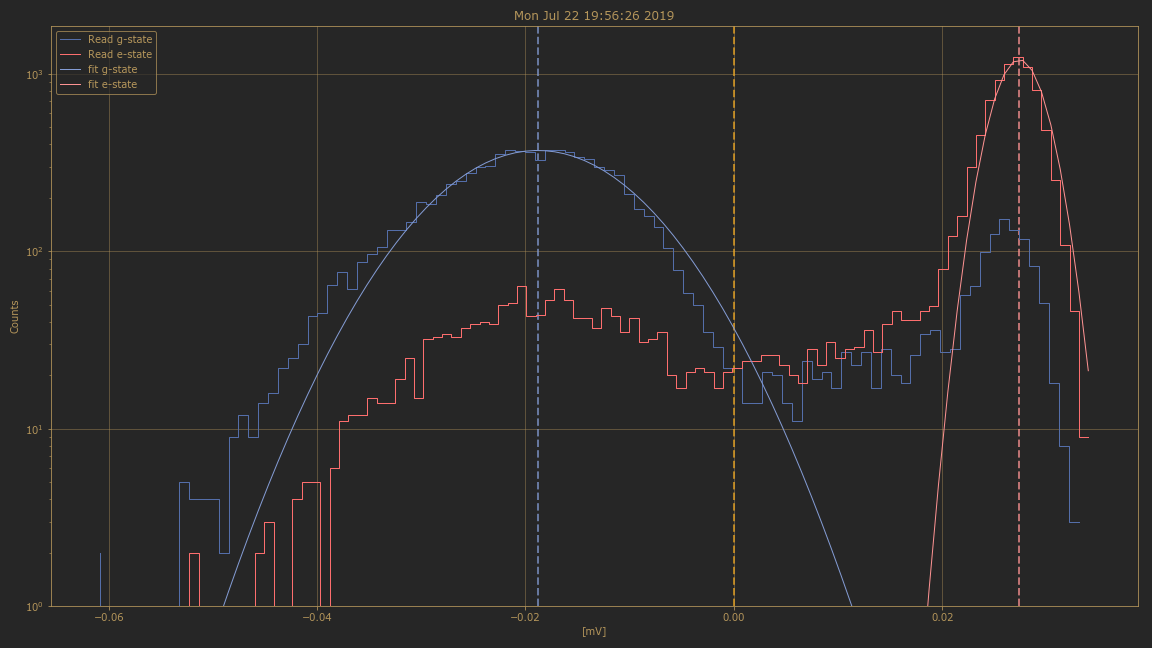 Mon Jul 22 19:56:26 2019
Read g-state
Read e-state
fit g-state
fit e-state
10³
10²
10¹
10⁰
Counts
−0.06
−0.04
−0.02
0.00
0.02
[mV]